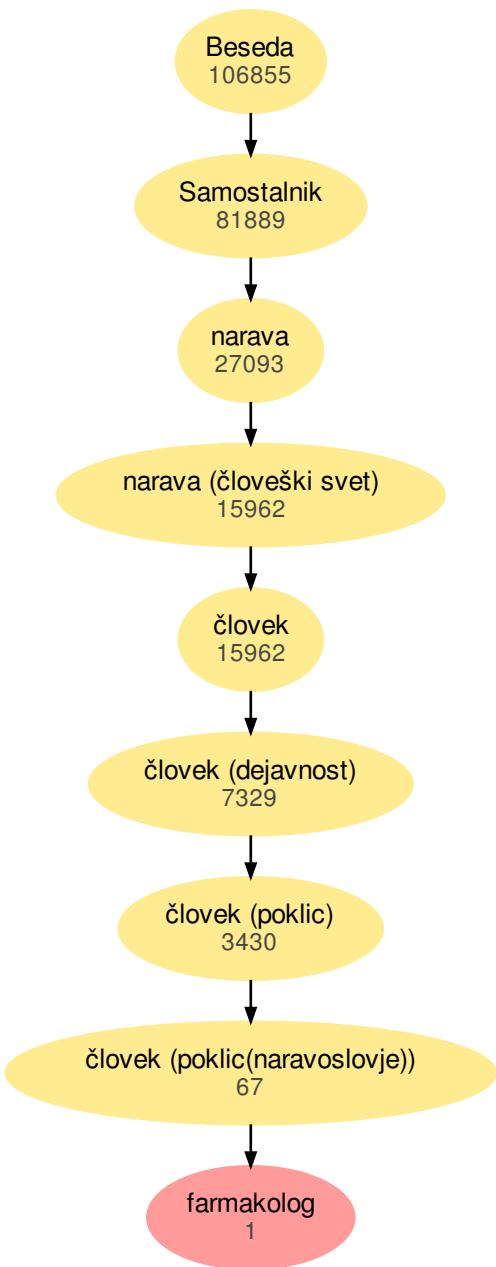 Beseda
106855
Samostalnik
81889
narava
27093
narava (človeški svet)
15962
človek
15962
človek (dejavnost)
7329
človek (poklic)
3430
človek (poklic(naravoslovje))
67
farmakolog
1